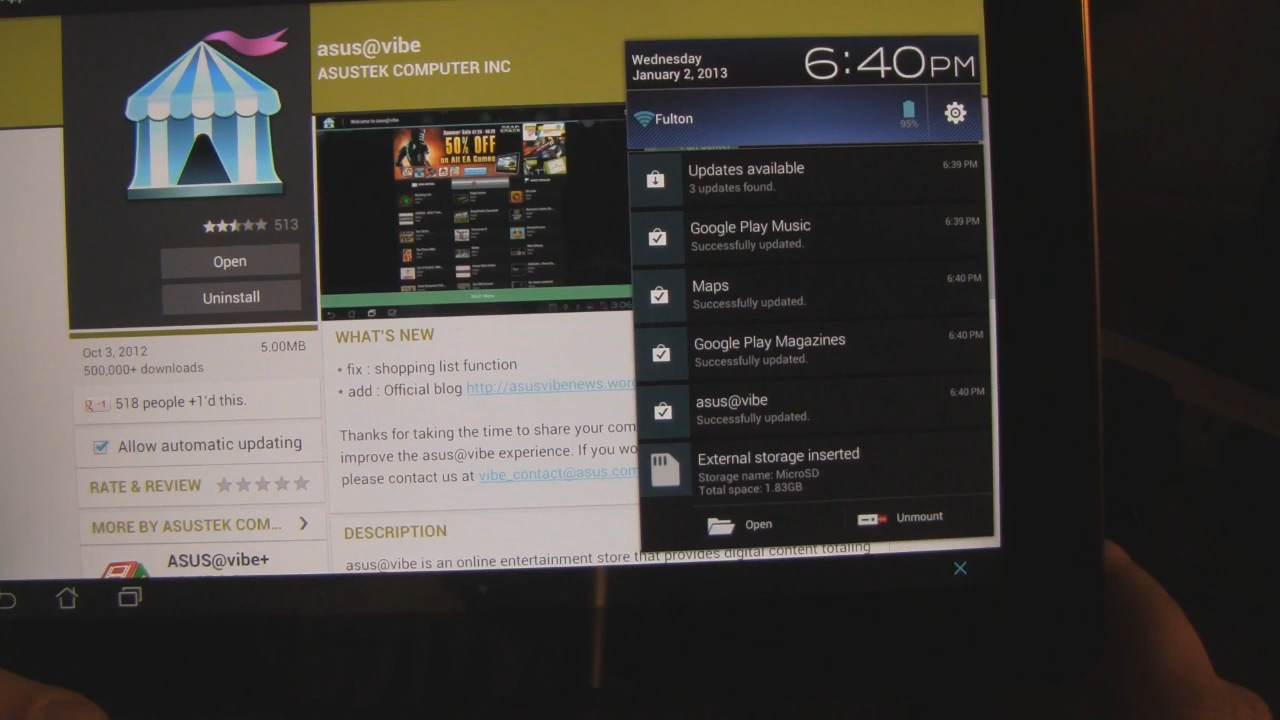 asus@vibe
ASUSTEK COMPUTER INC
513
Open
Uninstall
Oct 3, 2012
5.00MB
500,000+ downloads
518 people +1'd this.
Allow automatic updating
RATE & REVIEW
MORE BY ASUSTEK COM...
ASUS@vibe+
Welcome to asus@vibe
50% OFF
on All EA Games
WHAT'S NEW
* fix : shopping list function
* add : Official blog http://asusvibenews.wor
Thanks for taking the time to share your com
improve the asus@vibe experience. If you wo
please contact us at vibe_contact@asus.com
DESCRIPTION
asus@vibe is an online entertainment store that provides digital content totaling
Wednesday
January 2, 2013
6:40PM
Fulton
95%
Updates available
6:39 PM
3 updates found.
Google Play Music
6:39 PM
Successfully updated.
Maps
6:40 PM
Successfully updated.
Google Play Magazines
6:40 PM
Successfully updated.
asus@vibe
6:40 PM
Successfully updated.
External storage inserted
Storage name: MicroSD
Total space: 1.83GB
Open
Unmount